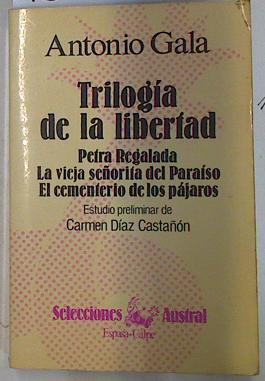 Antonio Gala
Trilogía
de la libertad
Petra Regalada
La vieja señorita del Paraíso
El cementerio de los pájaros
Estudio preliminar de
Carmen Díaz Castañón
Selecciones Austral
Espasa-Calpe